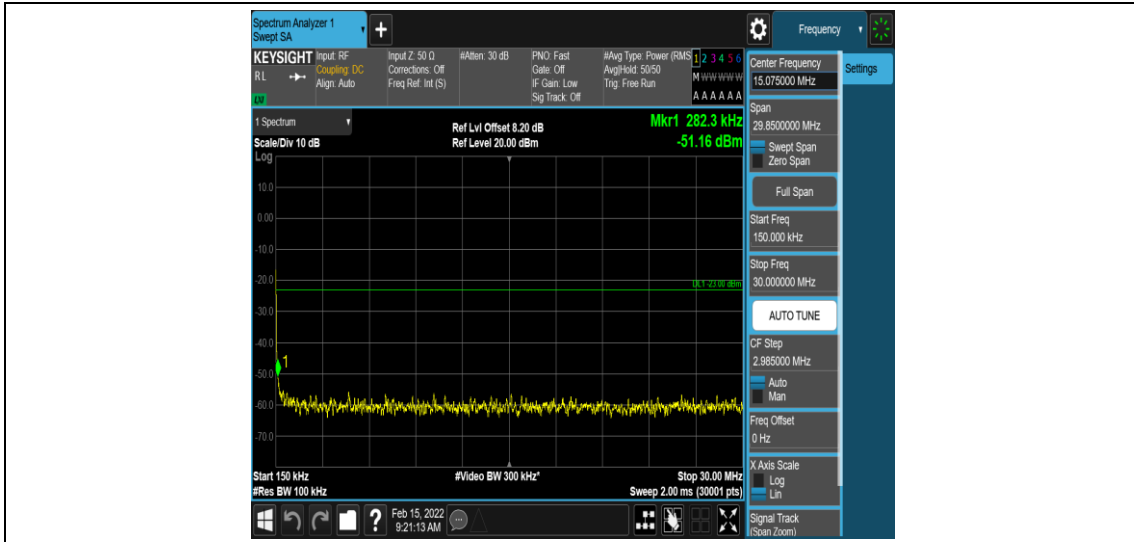 Spectrum Analyzer 1
Swept SA
+
Frequency
KEYSIGHT
RL
Input: RF
Coupling: DC
Align: Auto
Input Z: 50 Ω
Corrections: Off
Freq Ref: Int (S)
#Atten: 30 dB
PNO: Fast
Gate: Off
IF Gain: Low
Sig Track: Off
#Avg Type: Power (RMS
Avg|Hold: 50/50
Trig: Free Run
1 2 3 4 5 6
M W W W W W
A A A A A A
1 Spectrum
Scale/Div 10 dB
Log
Ref Lvl Offset 8.20 dB
Ref Level 20.00 dBm
Mkr1 282.3 kHz
-51.16 dBm
10.0
0.00
-10.0
-20.0
DL1 -23.00 dBm
-30.0
-40.0
1
-50.0
-60.0
-70.0
Start 150 kHz
#Res BW 100 kHz
#Video BW 300 kHz*
Stop 30.00 MHz
Sweep 2.00 ms (30001 pts)
Center Frequency
15.075000 MHz
Settings
Span
29.8500000 MHz
Swept Span
Zero Span
Full Span
Start Freq
150.000 kHz
Stop Freq
30.000000 MHz
AUTO TUNE
CF Step
2.985000 MHz
Auto
Man
Freq Offset
0 Hz
X Axis Scale
Log
Lin
Signal Track
(Span Zoom)
?
Feb 15, 2022
9:21:13 AM